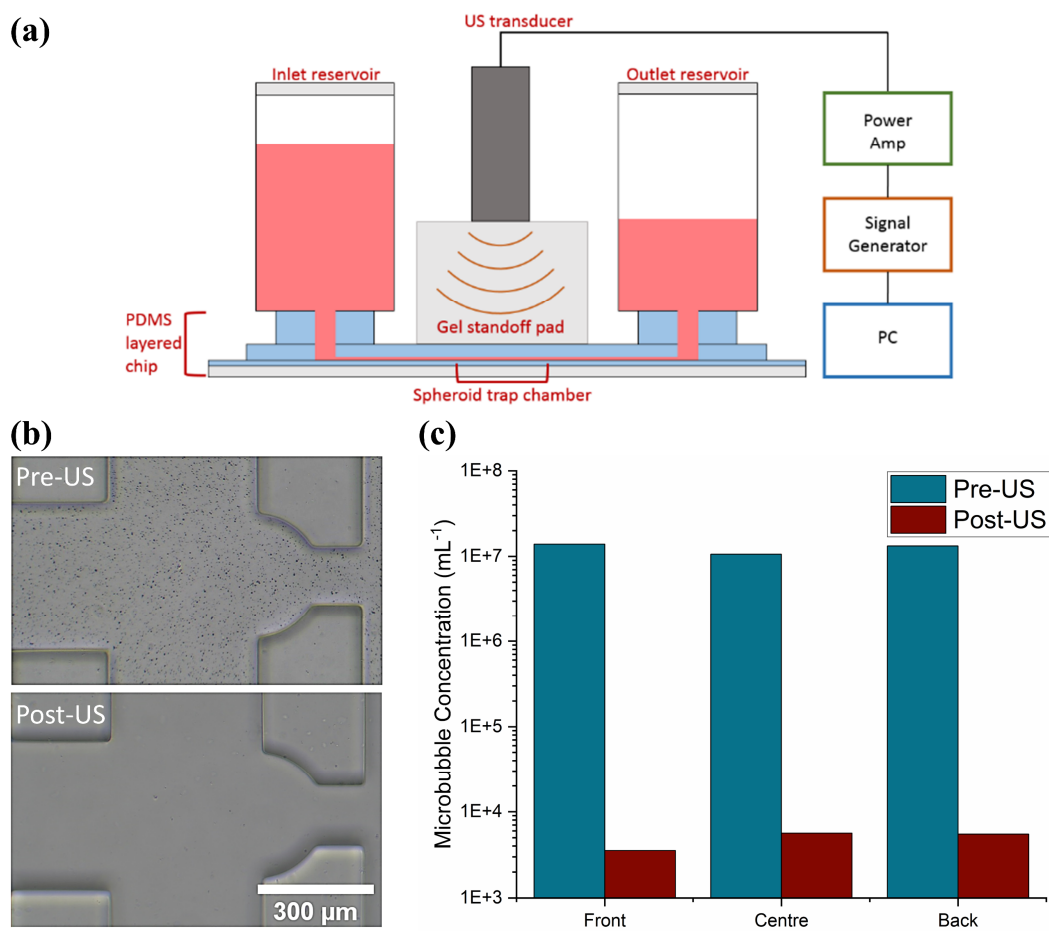 (a)
US transducer
Inlet reservoir
Outlet reservoir
Power
Amp
Signal
Generator
PC
PDMS
layered
chip
Gel standoff pad
Spheroid trap chamber
(b)
Pre-US
Post-US
300 μm
(c)
Microbubble Concentration (mL⁻¹)
1E+8
1E+7
1E+6
1E+5
1E+4
1E+3
Pre-US
Post-US
Front
Centre
Back